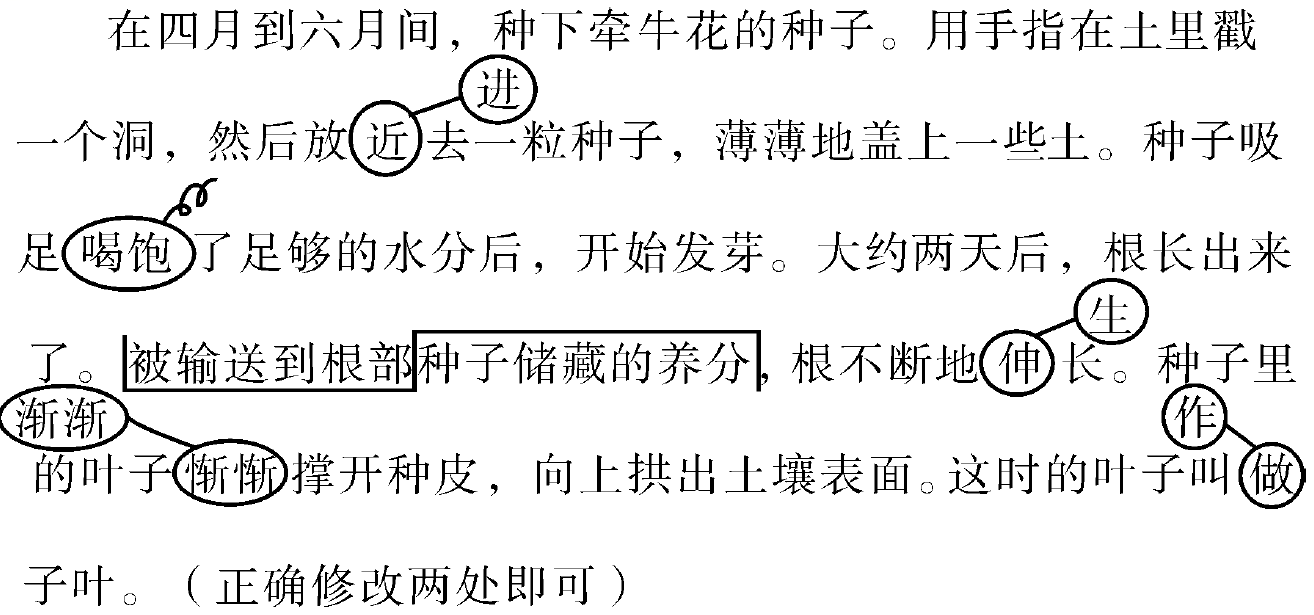 在四月到六月间，种下牵牛花的种子。用手指在土里戳
进
一个洞，然后放近去一粒种子，薄薄地盖上一些土。种子吸
足喝饱了足够的水分后，开始发芽。大约两天后，根长出来
生
了。被输送到根部种子储藏的养分，根不断地伸长。种子里
渐渐 作
的叶子惭惭撑开种皮，向上拱出土壤表面。这时的叶子叫做
子叶。（正确修改两处即可）